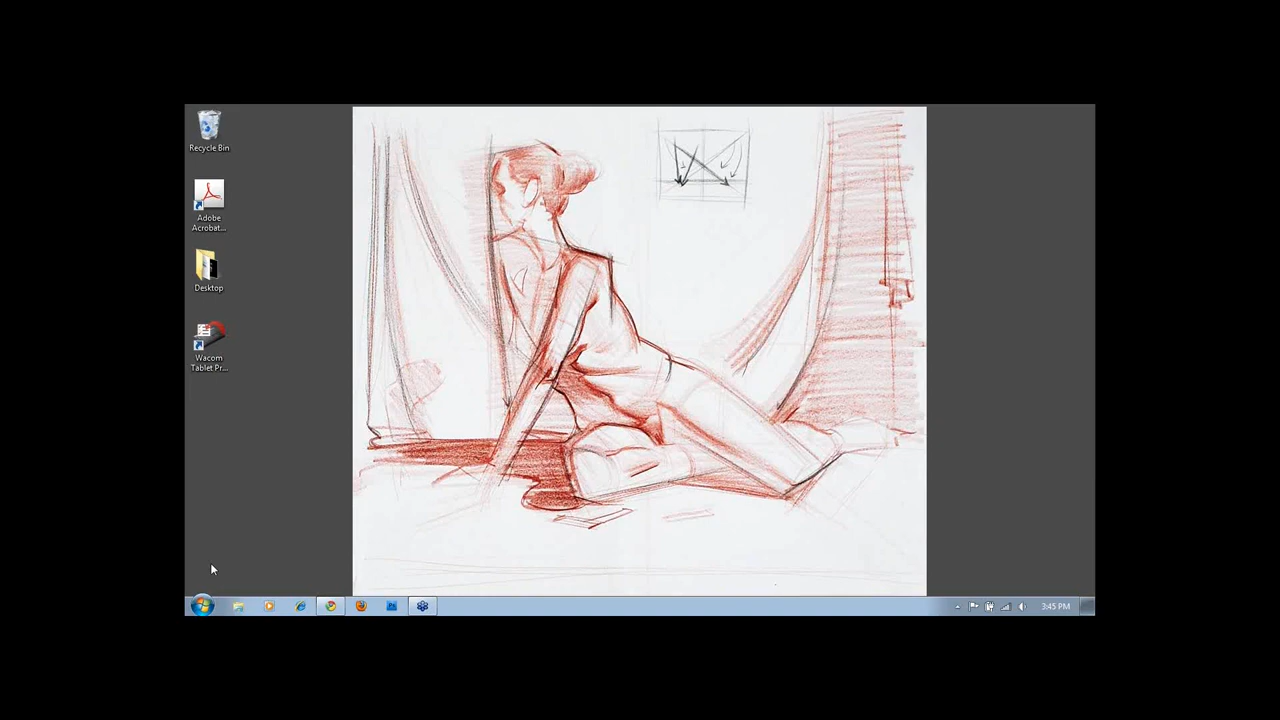 Recycle Bin
Adobe
Acrobat...
Desktop
Wacom
Tablet Pr...
3:45 PM